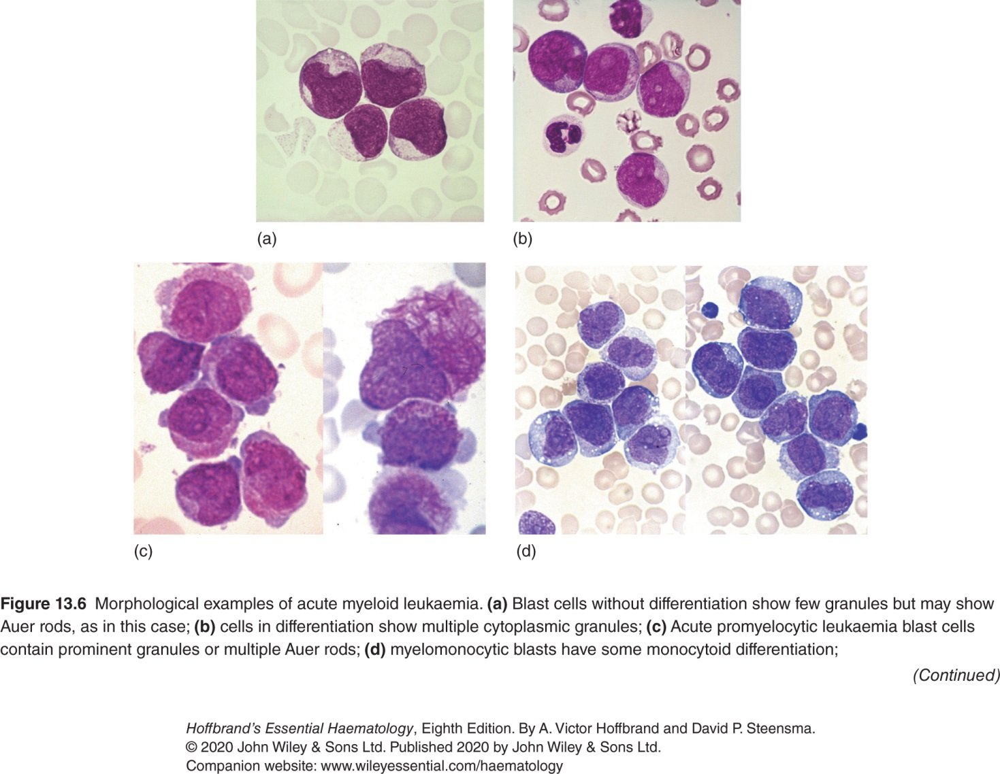 (a)
(b)
(c)
(d)
Figure 13.6 Morphological examples of acute myeloid leukaemia. (a) Blast cells without differentiation show few granules but may show
Auer rods, as in this case; (b) cells in differentiation show multiple cytoplasmic granules; (c) Acute promyelocytic leukaemia blast cells
contain prominent granules or multiple Auer rods; (d) myelomonocytic blasts have some monocytoid differentiation;
(Continued)
Hoffbrand’s Essential Haematology, Eighth Edition. By A. Victor Hoffbrand and David P. Steensma.
© 2020 John Wiley & Sons Ltd. Published 2020 by John Wiley & Sons Ltd.
Companion website: www.wileyessential.com/haematology